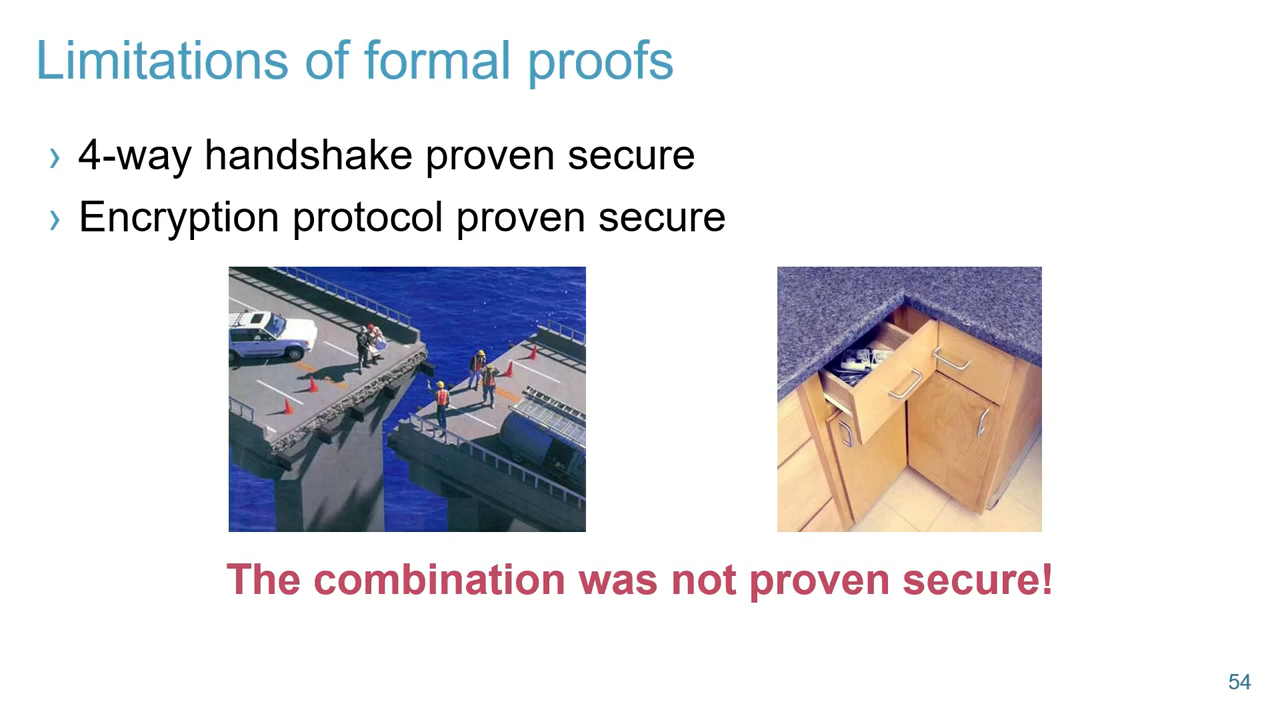 Limitations of formal proofs
› 4-way handshake proven secure
› Encryption protocol proven secure
The combination was not proven secure!
54